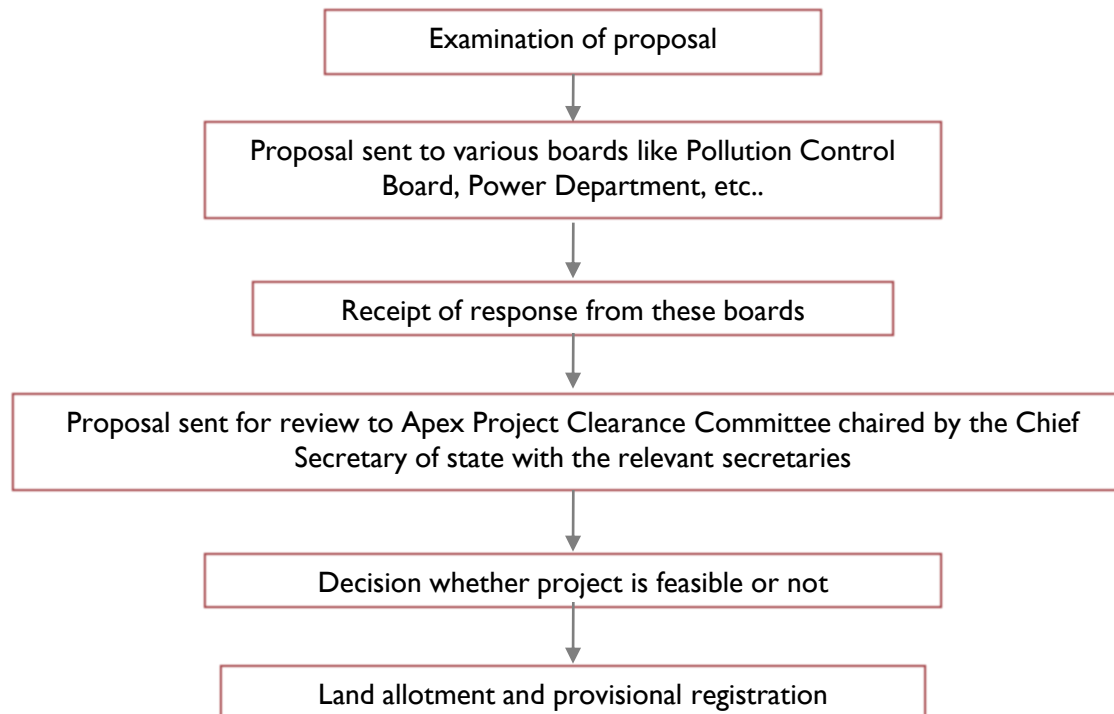 Examination of proposal
Proposal sent to various boards like Pollution Control
Board, Power Department, etc..
Receipt of response from these boards
Proposal sent for review to Apex Project Clearance Committee chaired by the Chief
Secretary of state with the relevant secretaries
Decision whether project is feasible or not
Land allotment and provisional registration